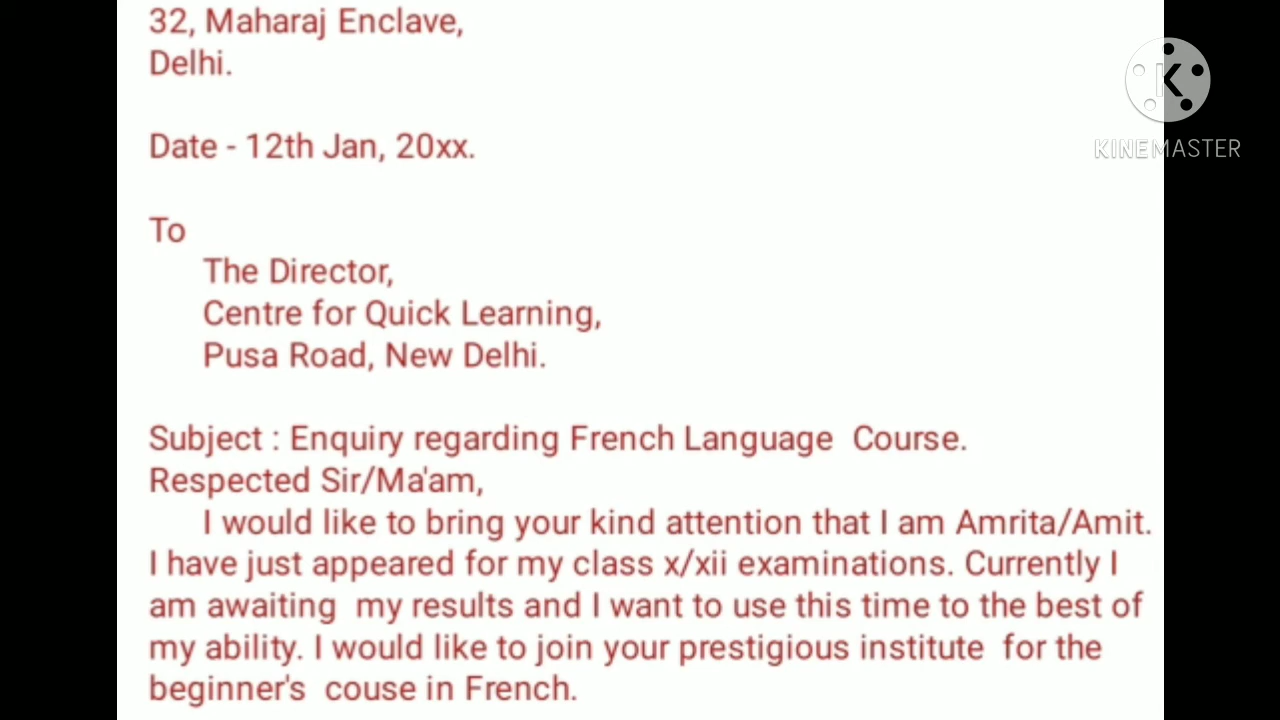 32, Maharaj Enclave,
Delhi.
Date - 12th Jan, 20xx.
To
The Director,
Centre for Quick Learning,
Pusa Road, New Delhi.
Subject : Enquiry regarding French Language  Course.
Respected Sir/Ma'am,
I would like to bring your kind attention that I am Amrita/Amit.
I have just appeared for my class x/xii examinations. Currently I
am awaiting  my results and I want to use this time to the best of
my ability. I would like to join your prestigious institute  for the
beginner's  couse in French.
K
KINEMASTER